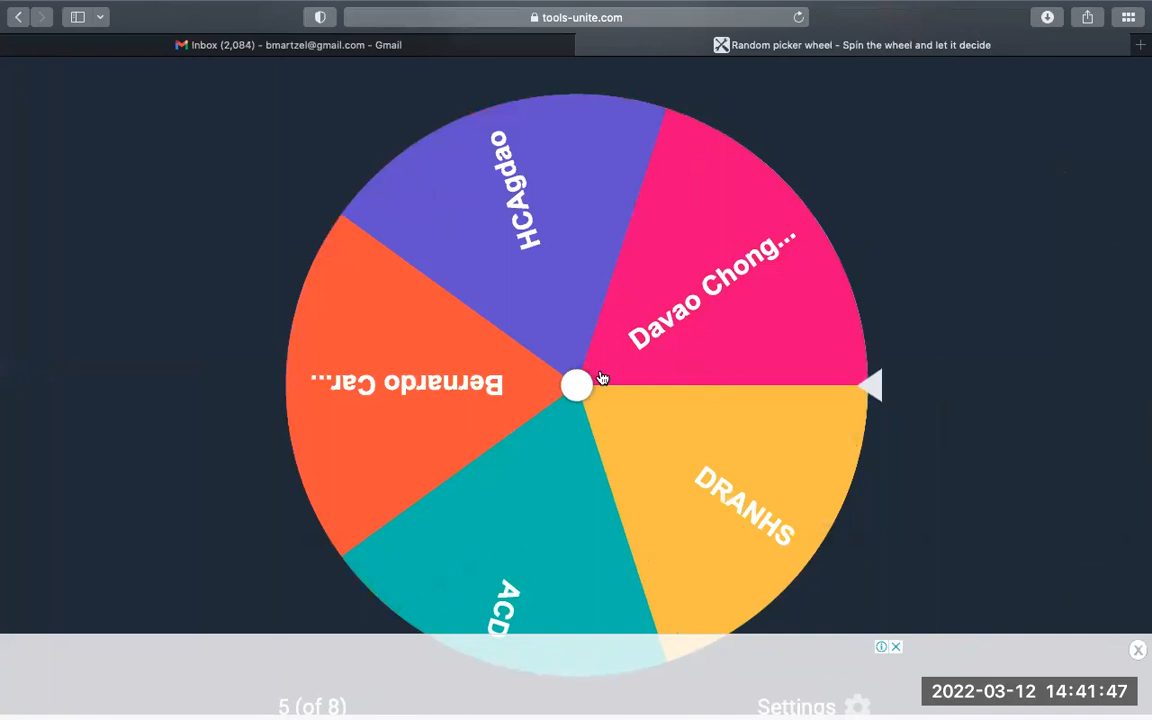 tools-unite.com
Inbox (2,084) - bmartzel@gmail.com - Gmail
Random picker wheel - Spin the wheel and let it decide
HCAgdao
Davao Chong...
Bernardo Car...
DRANHS
ACD
5 (of 8)
Settings
2022-03-12 14:41:47